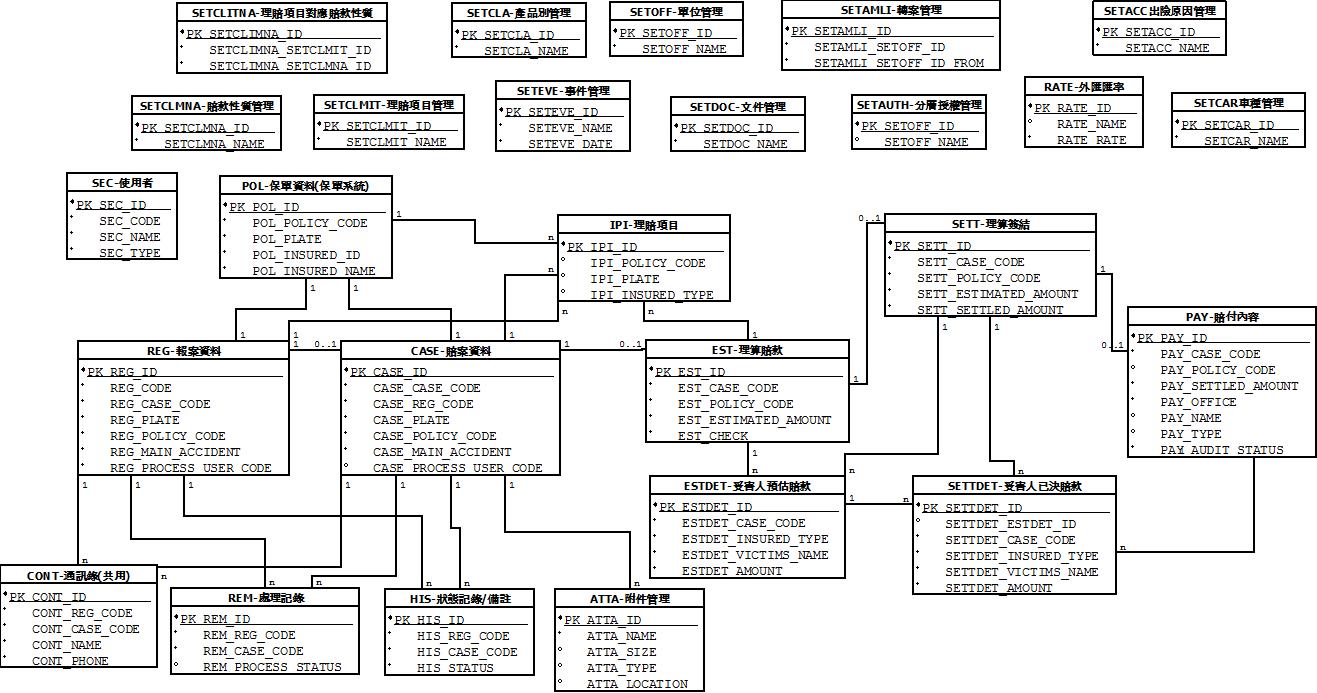 SETCLITNA-理賠項目對應賠款性質
PK SETCLIMNA_ID
SETCLIMNA_SETCLMIT_ID
SETCLIMNA_SETCLMNA_ID
SETCLA-產品別管理
PK SETCLA_ID
SETCLA_NAME
SETOFF-單位管理
PK SETOFF_ID
SETOFF_NAME
SETAMLI-轉案管理
PK SETAMLI_ID
SETAMLI_SETOFF_ID
SETAMLI_SETOFF_ID_FROM
SETACC出險原因管理
PK SETACC_ID
SETACC_NAME
SETCLMNA-賠款性質管理
PK SETCLMNA_ID
SETCLMNA_NAME
SETCLMIT-理賠項目管理
PK SETCLMIT_ID
SETCLMIT_NAME
SETEVE-事件管理
PK SETEVE_ID
SETEVE_NAME
SETEVE_DATE
SETDOC-文件管理
PK SETDOC_ID
SETDOC_NAME
SETAUTH-分層授權管理
PK SETOFF_ID
SETOFF_NAME
RATE-外匯匯率
PK RATE_ID
RATE_NAME
RATE_RATE
SETCAR車種管理
PK SETCAR_ID
SETCAR_NAME
SEC-使用者
PK SEC_ID
SEC_CODE
SEC_NAME
SEC_TYPE
POL-保單資料(保單系統)
PK POL_ID
POL_POLICY_CODE
POL_PLATE
POL_INSURED_ID
POL_INSURED_NAME
1
n
n
1
1
IPI-理賠項目
PK IPI_ID
IPI_POLICY_CODE
IPI_PLATE
IPI_INSURED_TYPE
n
n
0..1
SETT-理算簽結
PK SETT_ID
SETT_CASE_CODE
SETT_POLICY_CODE
SETT_ESTIMATED_AMOUNT
SETT_SETTLED_AMOUNT
1
0..1
1
1
PAY-賠付內容
PK PAY_ID
PAY_CASE_CODE
PAY_POLICY_CODE
PAY_SETTLED_AMOUNT
PAY_OFFICE
PAY_NAME
PAY_TYPE
PAY_AUDIT_STATUS
1
1
1
1
1
1
0..1
1
0..1
REG-報案資料
PK REG_ID
REG_CODE
REG_CASE_CODE
REG_PLATE
REG_POLICY_CODE
REG_MAIN_ACCIDENT
REG_PROCESS_USER_CODE
CASE-賠案資料
PK CASE_ID
CASE_CASE_CODE
CASE_REG_CODE
CASE_PLATE
CASE_POLICY_CODE
CASE_MAIN_ACCIDENT
CASE_PROCESS_USER_CODE
EST-理算賠款
PK EST_ID
EST_CASE_CODE
EST_POLICY_CODE
EST_ESTIMATED_AMOUNT
EST_CHECK
1
1
n
n
n
ESTDET-受害人預估賠款
PK ESTDET_ID
ESTDET_CASE_CODE
ESTDET_INSURED_TYPE
ESTDET_VICTIMS_NAME
ESTDET_AMOUNT
1
n
SETTDET-受害人已決賠款
PK SETTDET_ID
SETTDET_ESTDET_ID
SETTDET_CASE_CODE
SETTDET_INSURED_TYPE
SETTDET_VICTIMS_NAME
SETTDET_AMOUNT
n
1
1
1
1
1
1
1
n
n
n
n
n
n
n
CONT-通訊錄(共用)
PK CONT_ID
CONT_REG_CODE
CONT_CASE_CODE
CONT_NAME
CONT_PHONE
REM-處理記錄
PK REM_ID
REM_REG_CODE
REM_CASE_CODE
REM_PROCESS_STATUS
HIS-狀態記錄/備註
PK HIS_ID
HIS_REG_CODE
HIS_CASE_CODE
HIS_STATUS
ATTA-附件管理
PK ATTA_ID
ATTA_NAME
ATTA_SIZE
ATTA_TYPE
ATTA_LOCATION